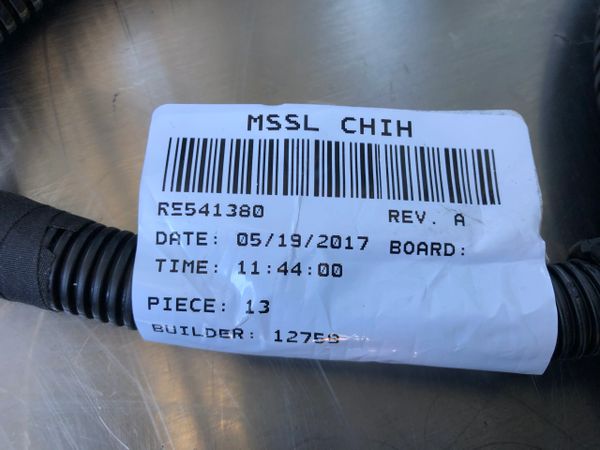 MSSL CHIH
RE541380 REV. A
DATE: 05/19/2017 BOARD:
TIME: 11:44:00
PIECE: 13
BUILDER: 12758